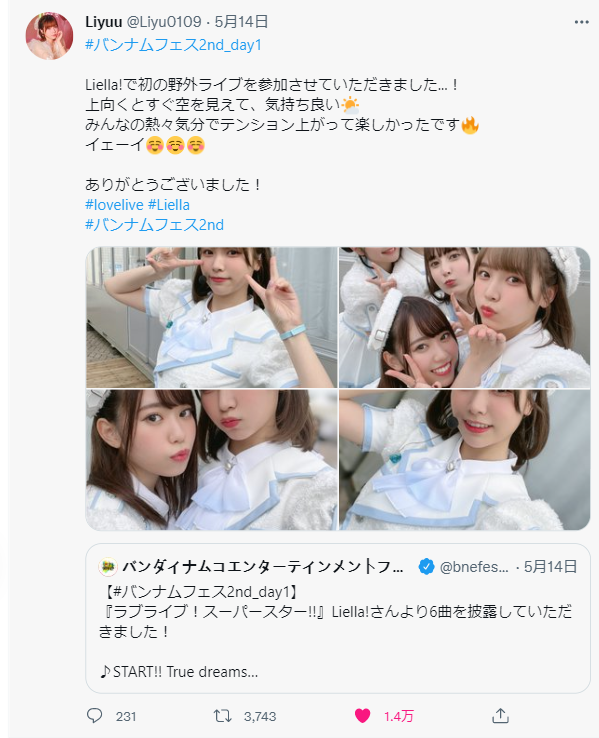 Liyuu @Liyu0109 · 5月14日
#バンナムフェス2nd_day1
Liella!で初の野外ライブを参加させていただきました...！
上向くとすぐ空を見えて、気持ち良い🌤
みんなの熱々気分でテンション上がって楽しかったです🔥
イェーイ☺️☺️☺️
ありがとうございました！
#lovelive #Liella
#バンナムフェス2nd
バンダイナムコエンターテインメントフ... @bnefes... · 5月14日
【#バンナムフェス2nd_day1】
『ラブライブ！スーパースター!!』Liella!さんより6曲を披露していただ
きました！
♪START!! True dreams...
231 3,743 1.4万